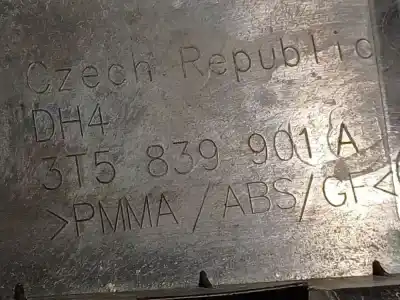 Czech Republic
DH4
3T5 839 901 A
>PMMA/ABS/GF<